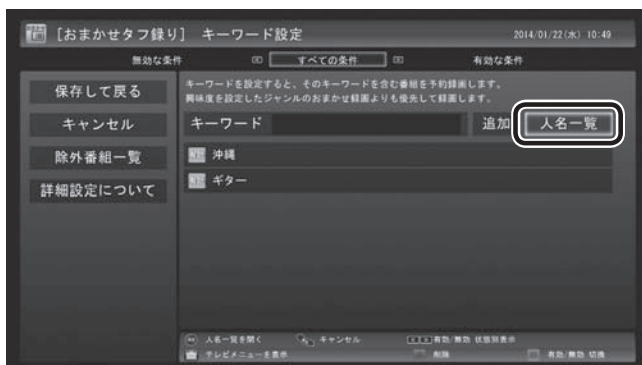 [おまかせタフ録り] キーワード設定
2014/01/22(水) 10:49
無効な条件
すべての条件
有効な条件
保存して戻る
キャンセル
除外番組一覧
詳細設定について
キーワードを設定すると、そのキーワードを含む番組を予約録画します。
興味度を設定したジャンルのおまかせ録画よりも優先して録画します。
キーワード
追加
人名一覧
沖縄
ギター
人名一覧を開く
キャンセル
有効/無効 状態別表示
テレビメニューを表示
削除
有効/無効 切換